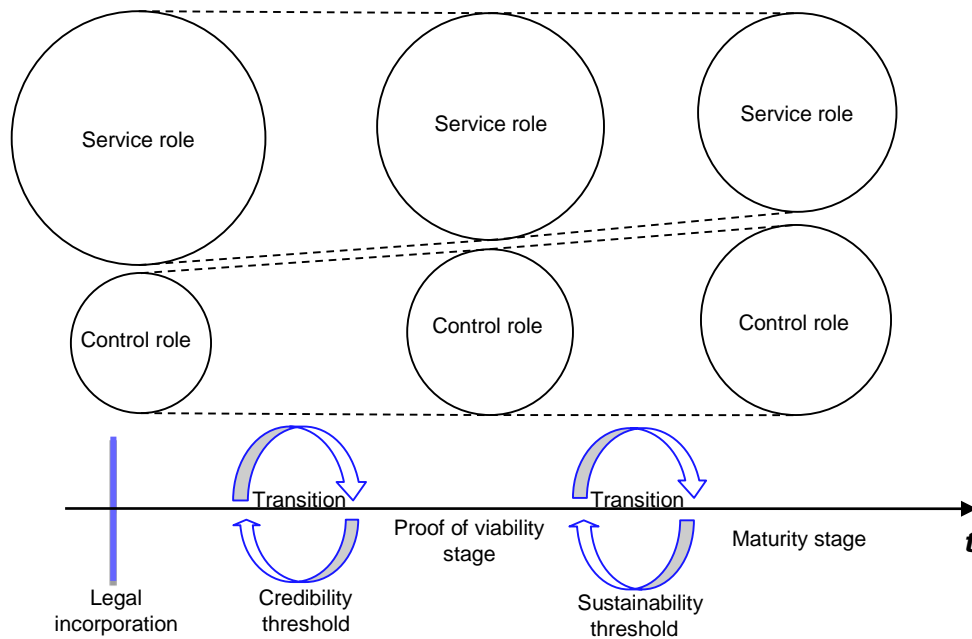 Service role
Service role
Service role
Control role
Control role
Control role
Transition
Transition
Proof of viability
stage
Maturity stage
t
Legal
incorporation
Credibility
threshold
Sustainability
threshold